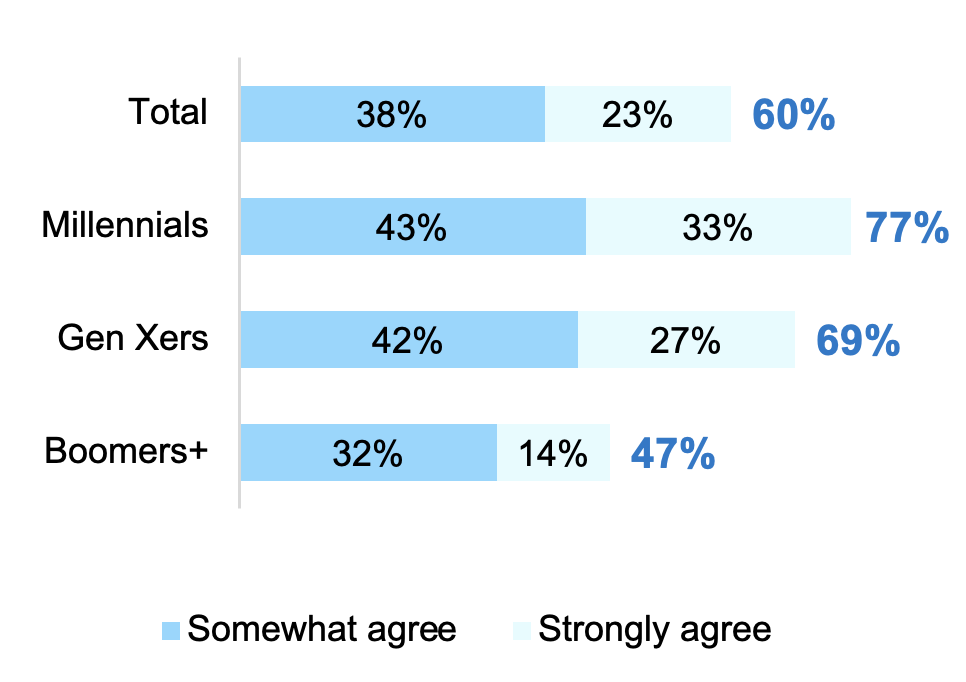 Total 38% 23% 60%
Millennials 43% 33% 77%
Gen Xers 42% 27% 69%
Boomers+ 32% 14% 47%
Somewhat agree Strongly agree